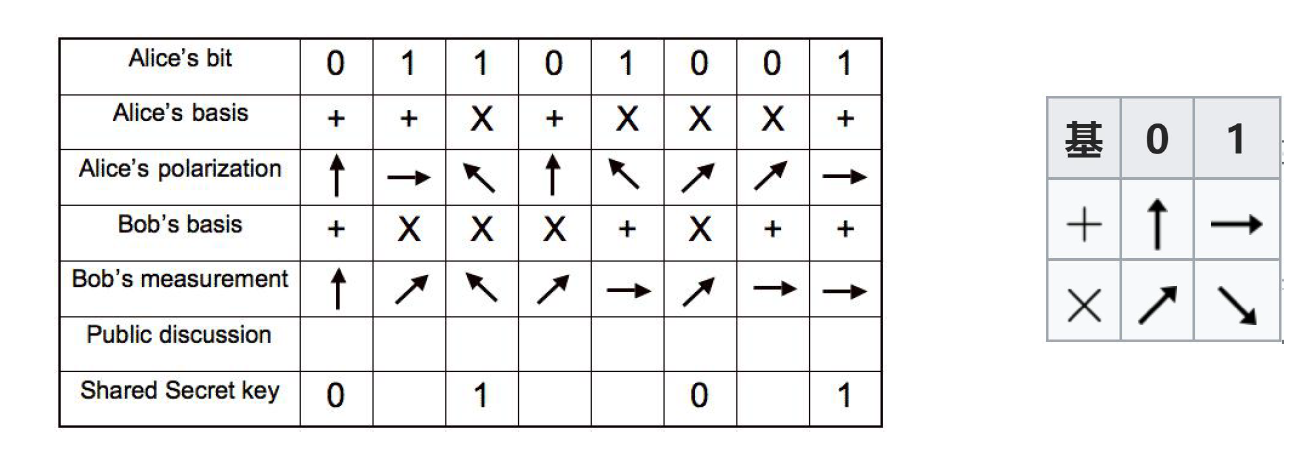 Alice's bit 0 1 1 0 1 0 0 1
Alice's basis + + X + X X X +
Alice's polarization ↑ → ↖ ↑ ↖ ↗ ↗ →
Bob's basis + X X X + X + +
Bob's measurement ↑ ↗ ↖ ↗ → ↗ → →
Public discussion
Shared Secret key 0 1 0 1
基 0 1
+ ↑ →
× ↗ ↘